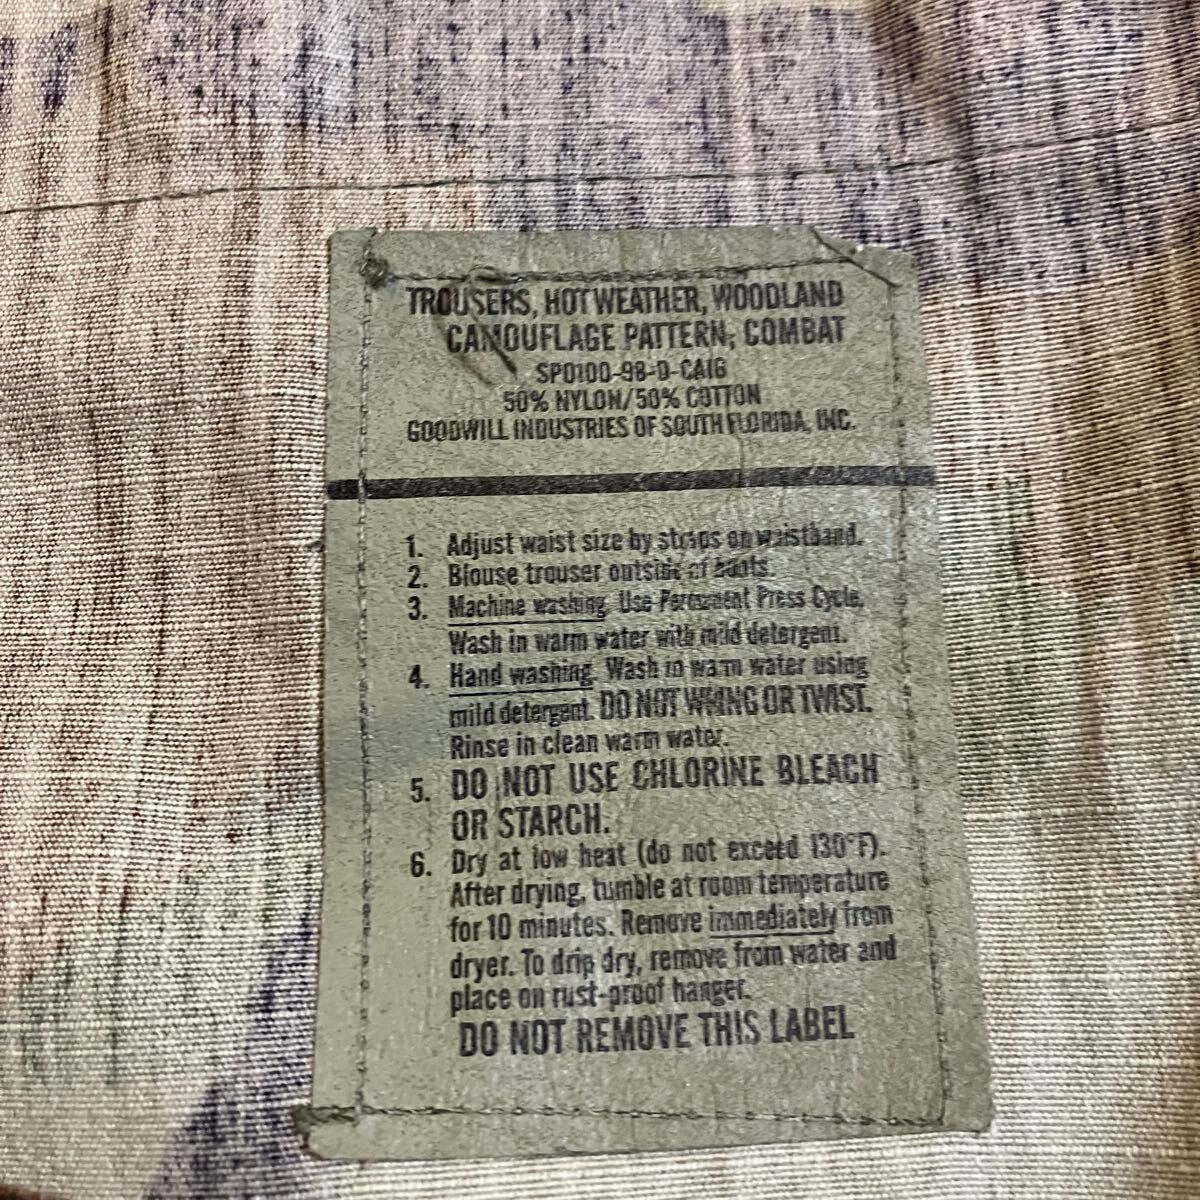 TROUSERS, HOT WEATHER, WOODLAND
CAMOUFLAGE PATTERN; COMBAT
SPO100-98-D-CA16
50% NYLON/50% COTTON
GOODWILL INDUSTRIES OF SOUTH FLORIDA, INC.
1. Adjust waist size by straps on waistband.
2. Blouse trouser outside of boots.
3. Machine washing. Use Permanent Press Cycle.
Wash in warm water with mild detergent.
4. Hand washing. Wash in warm water using
mild detergent. DO NOT WRING OR TWIST.
Rinse in clean warm water.
5. DO NOT USE CHLORINE BLEACH
OR STARCH.
6. Dry at low heat (do not exceed 130°F).
After drying, tumble at room temperature
for 10 minutes. Remove immediately from
dryer. To drip dry, remove from water and
place on rust-proof hanger.
DO NOT REMOVE THIS LABEL